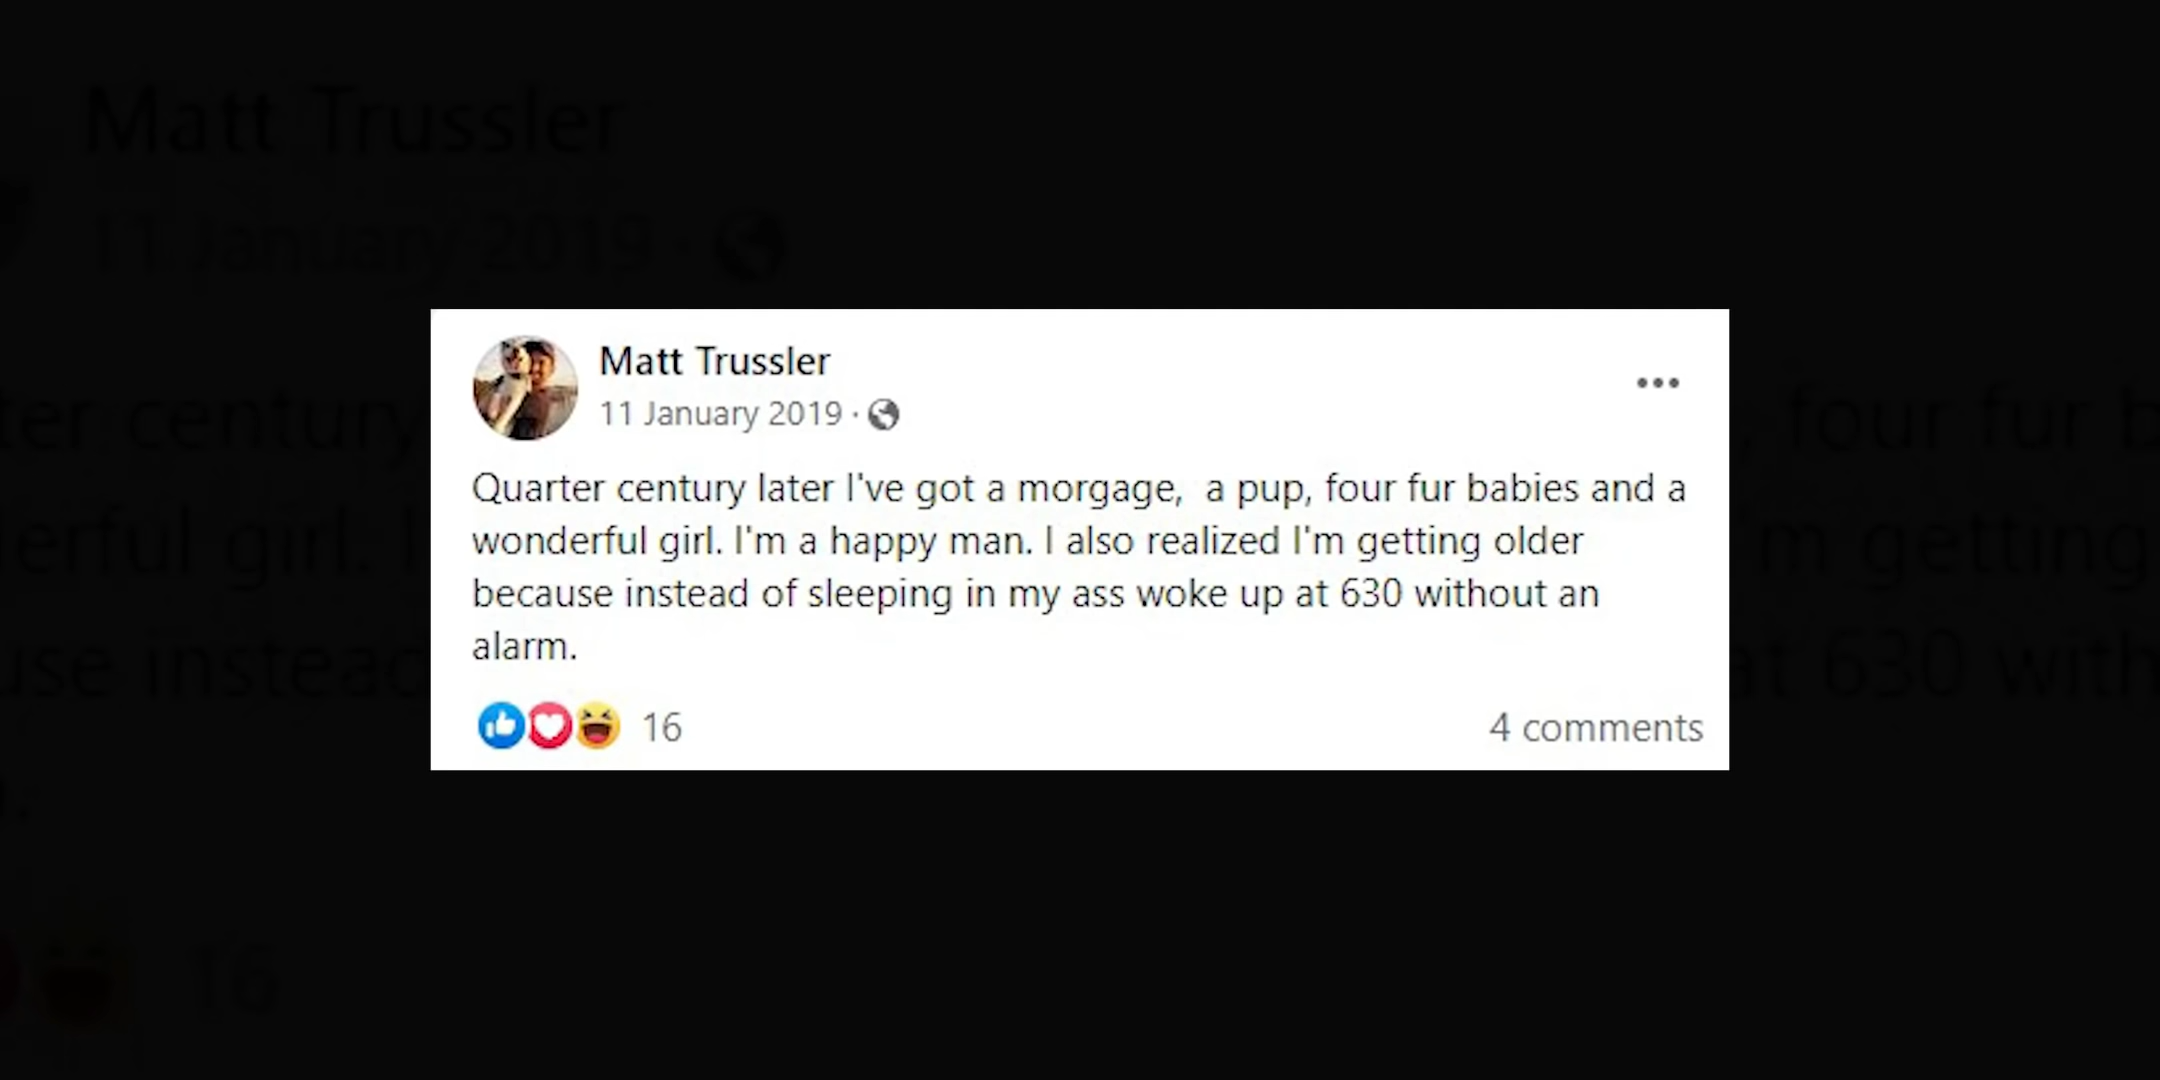 Matt Trussler
11 January 2019 ·
Quarter century later I've got a morgage,  a pup, four fur babies and a
wonderful girl. I'm a happy man. I also realized I'm getting older
because instead of sleeping in my ass woke up at 630 without an
alarm.
16
4 comments